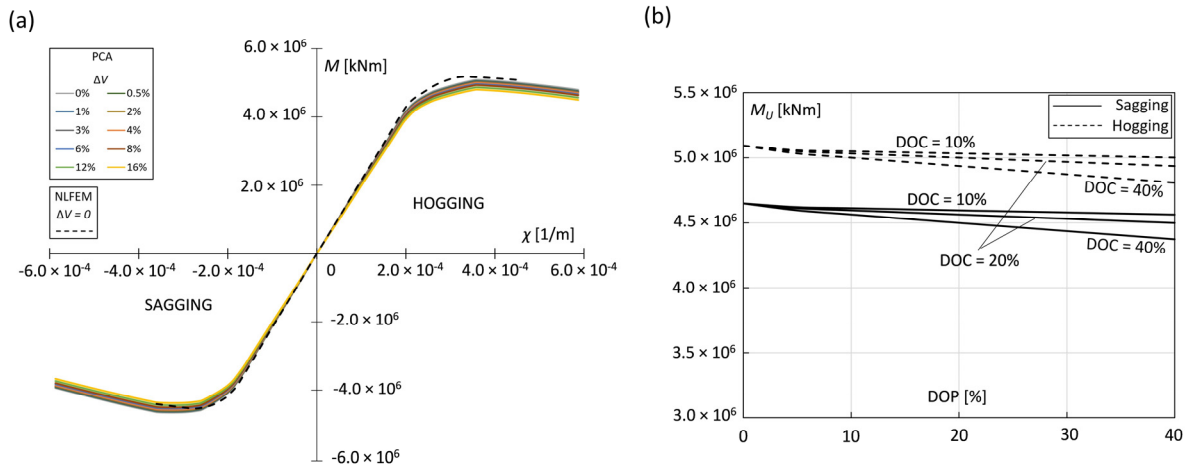 (a)
PCA
ΔV
0% 0.5%
1% 2%
3% 4%
6% 8%
12% 16%
NLFEM
ΔV = 0
6.0 × 10⁶
M [kNm]
4.0 × 10⁶
2.0 × 10⁶
HOGGING
χ [1/m]
-6.0 × 10⁻⁴ -4.0 × 10⁻⁴ -2.0 × 10⁻⁴ 0 2.0 × 10⁻⁴ 4.0 × 10⁻⁴ 6.0 × 10⁻⁴
SAGGING
-2.0 × 10⁶
-4.0 × 10⁶
-6.0 × 10⁶
(b)
5.5 × 10⁶
M_U [kNm]
Sagging
Hogging
DOC = 10%
5.0 × 10⁶
DOC = 40%
DOC = 10%
4.5 × 10⁶
DOC = 40%
DOC = 20%
4.0 × 10⁶
3.5 × 10⁶
DOP [%]
3.0 × 10⁶
0 10 20 30 40